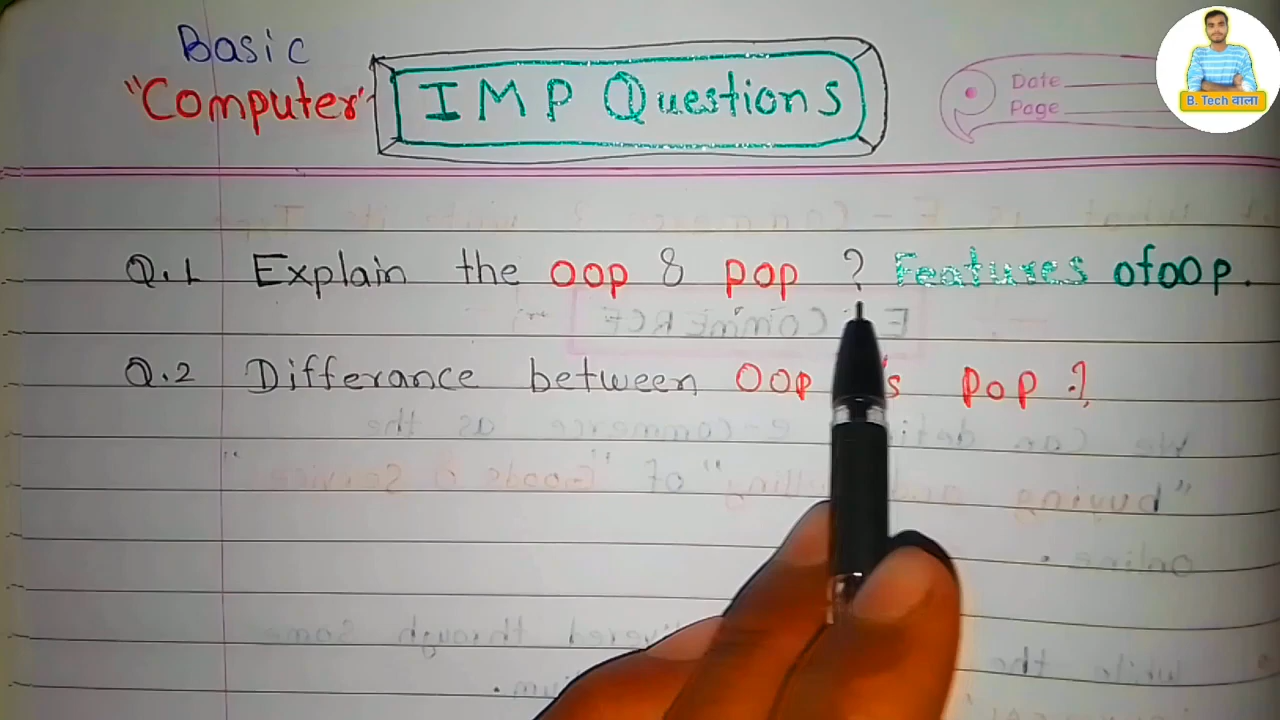 Basic
"Computer" IMP Questions
Date
Page
B. Tech वाला
Q.1 Explain the OOP & POP ? Features of OOP.
Q.2 Differance between OOP 's POP ?